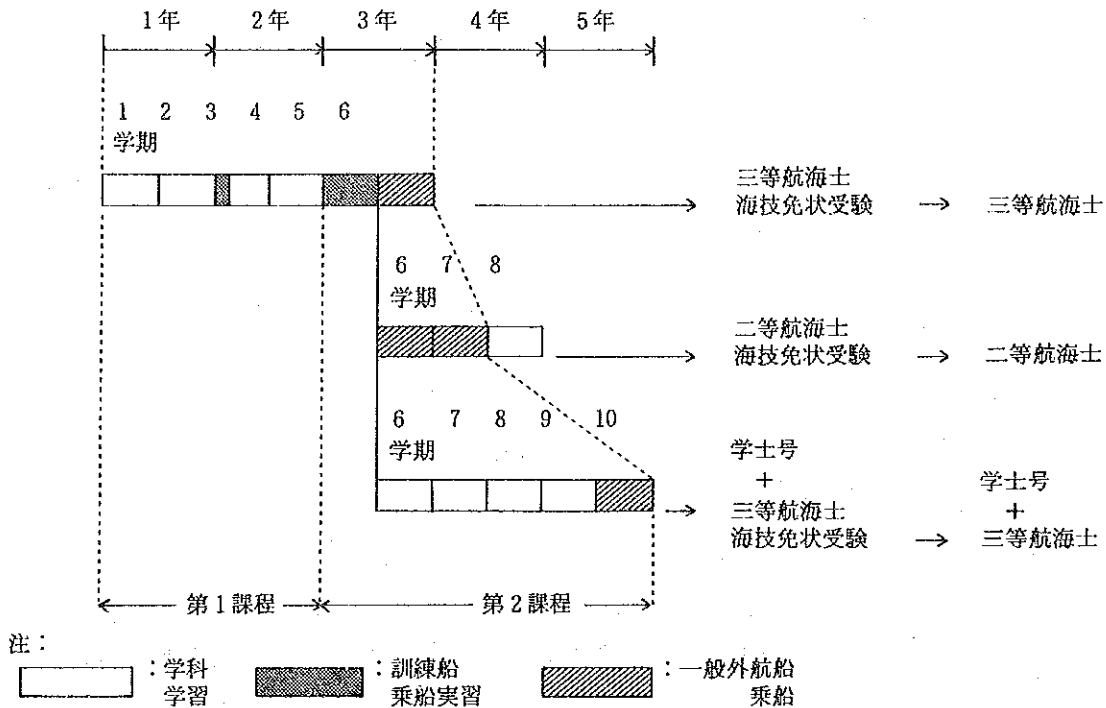 1年 2年 3年 4年 5年
1 2 3 4 5 6
学期
三等航海士
海技免状受験 → 三等航海士
6 7 8
学期
二等航海士
海技免状受験 → 二等航海士
6 7 8 9 10
学期
学士号
+
三等航海士
海技免状受験 → 学士号
+
三等航海士
第1課程 第2課程
注:
:学科
学習
:訓練船
乗船実習
:一般外航船
乗船